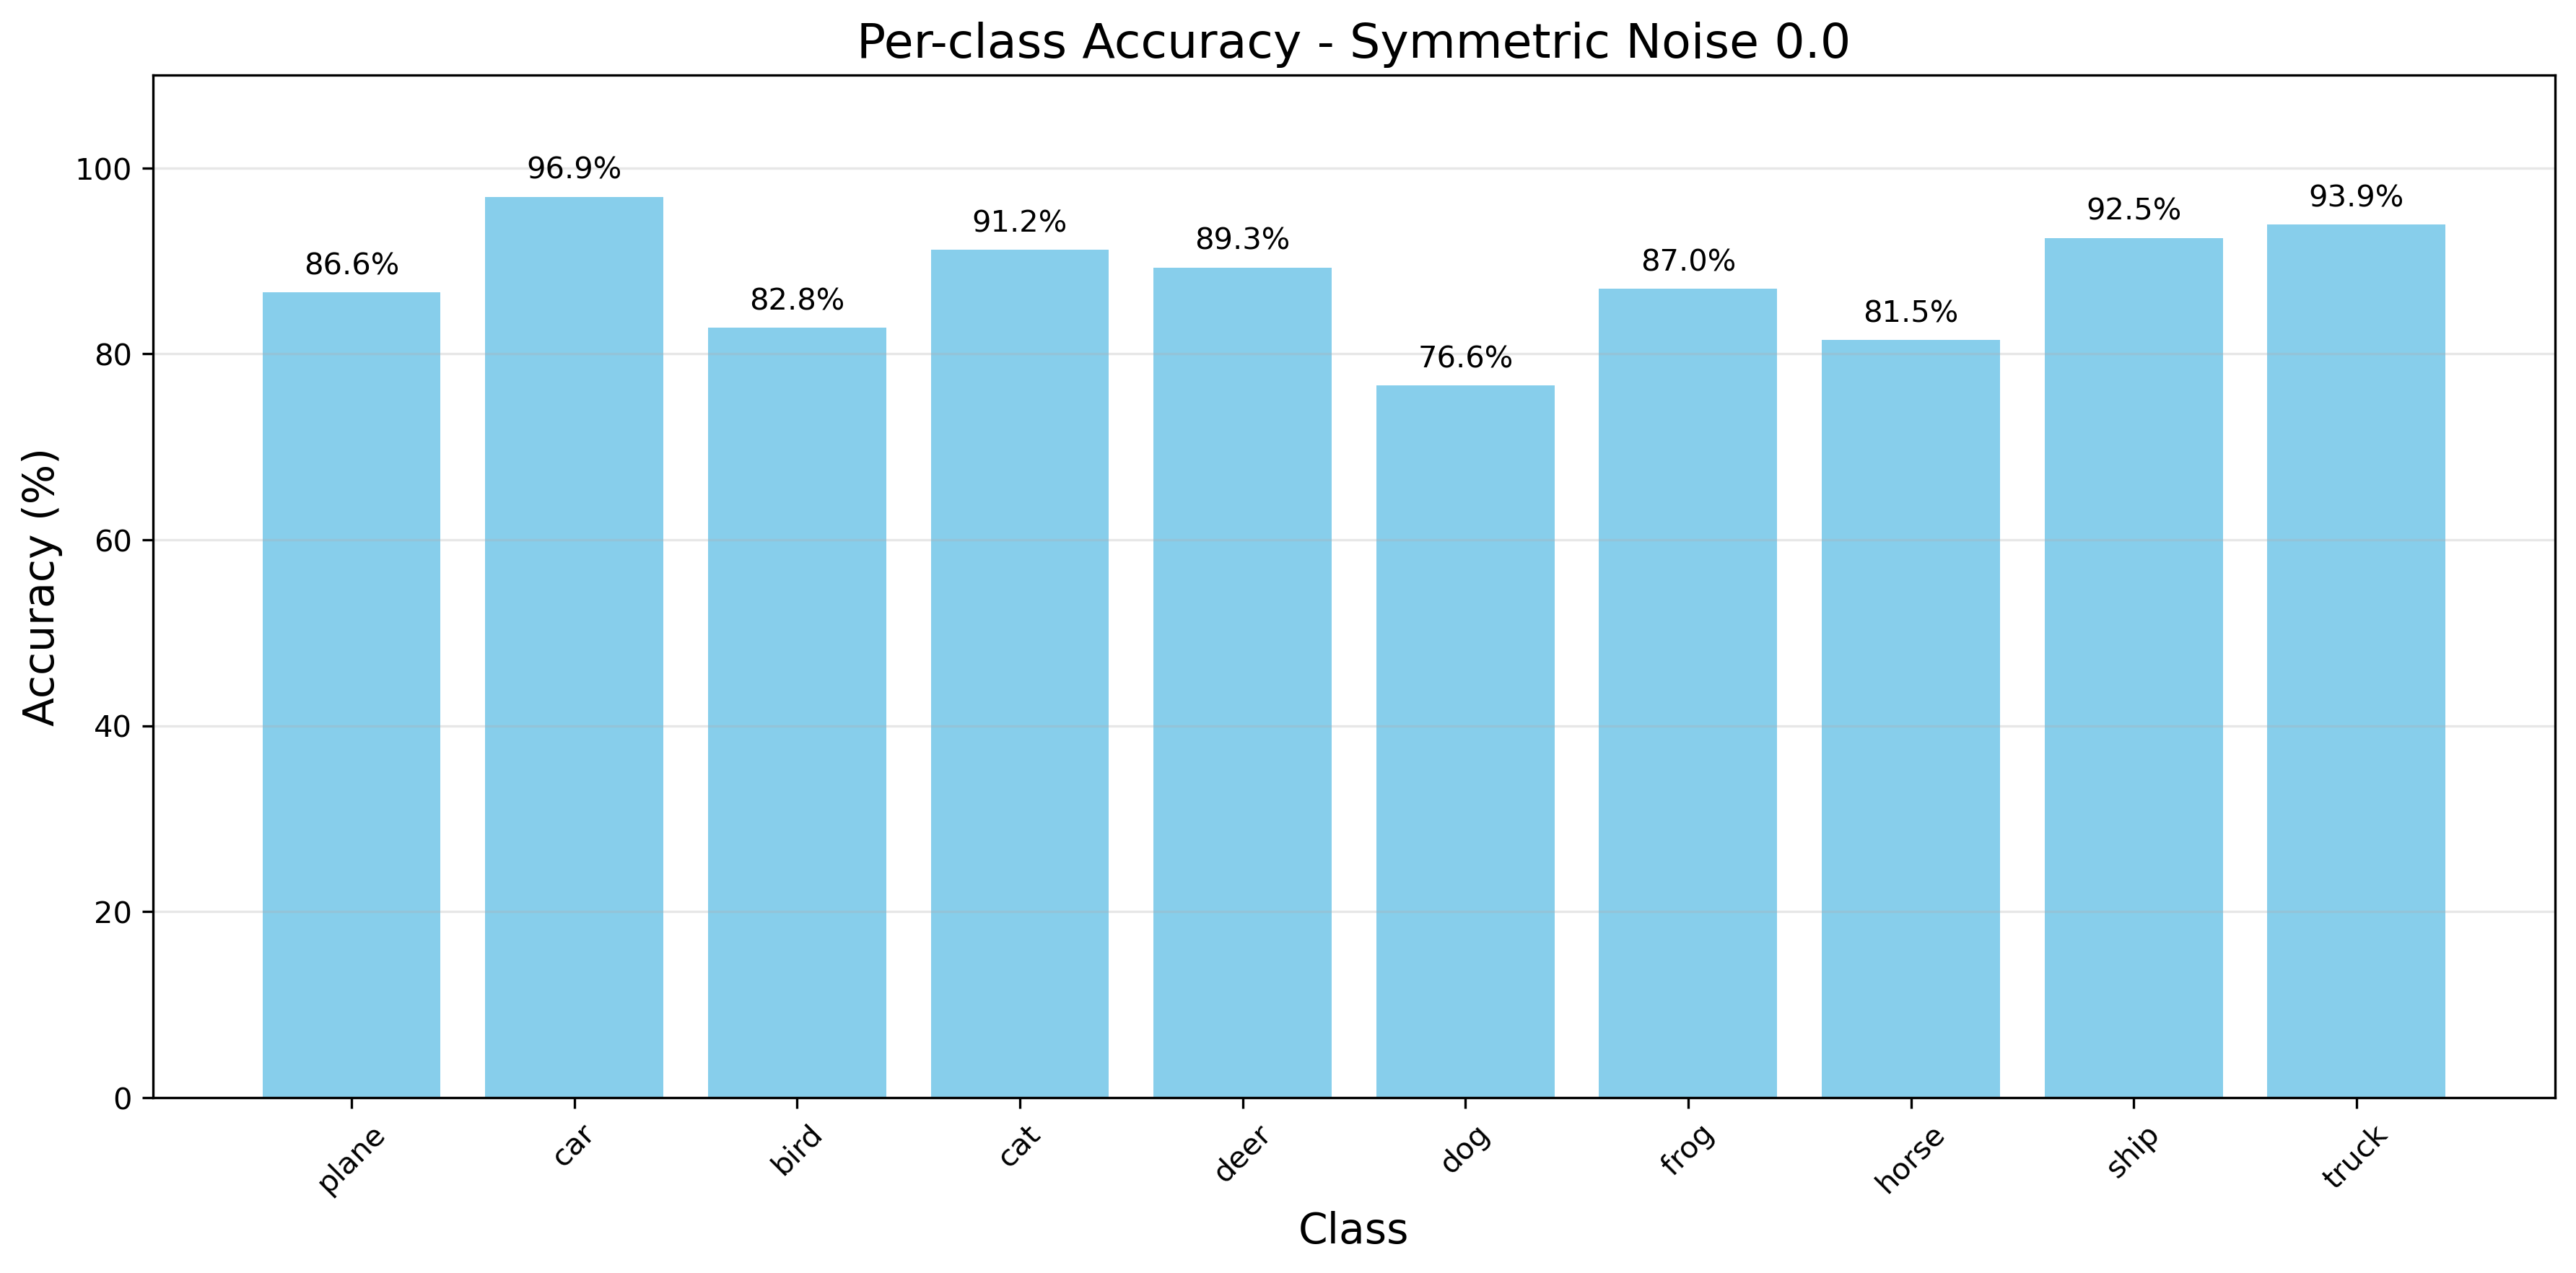 Per-class Accuracy - Symmetric Noise 0.0
Accuracy (%)
100
80
60
40
20
0
86.6%
96.9%
82.8%
91.2%
89.3%
76.6%
87.0%
81.5%
92.5%
93.9%
plane
car
bird
cat
deer
dog
frog
horse
ship
truck
Class